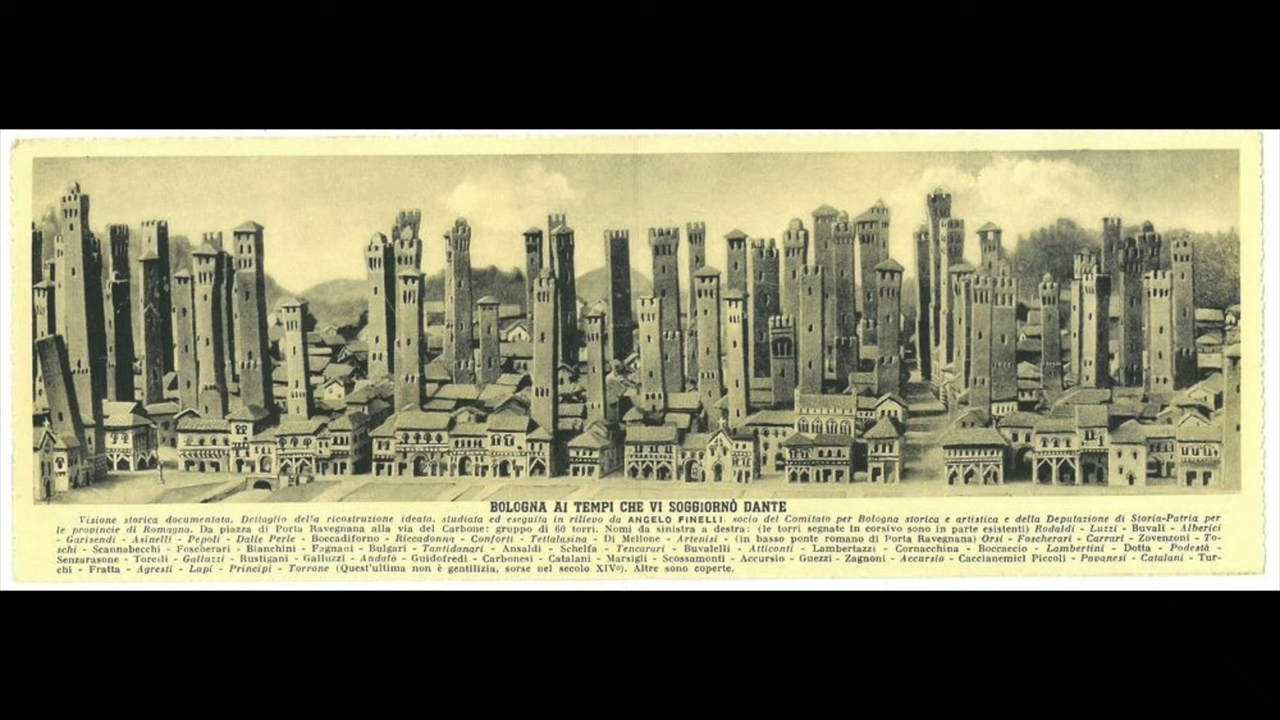 BOLOGNA AI TEMPI CHE VI SOGGIORNÒ DANTE
Visione storica documentata. Dettaglio della ricostruzione ideata, studiata ed eseguita in rilievo da ANGELO FINELLI, socio del Comitato per Bologna storica e artistica e della Deputazione di Storia-Patria per
le provincie di Romagna. Da piazza di Porta Ravegnana alla via del Carbone: gruppo di 60 torri. Nomi da sinistra a destra: (le torri segnate in corsivo sono in parte esistenti) Rodaldi - Luzzi - Buvali - Alberici
- Garisendi - Asinelli - Pepoli - Dalle Perle - Boccadiforno - Riccadonna - Conforti - Tettalasina - Di Mellone - Artenisi - (in basso ponte romano di Porta Ravegnana) Orsi - Foscherari - Carrari - Zovenzoni - To-
schi - Scannabecchi - Foscherari - Bianchini - Fagnani - Bulgari - Tantidanari - Ansaldi - Schelfa - Tencarari - Buvalelli - Atticonti - Lambertazzi - Cornacchina - Boccaccio - Lambertini - Dotta - Podestà -
Senzarasone - Torelli - Galluzzi - Rustigani - Galluzzi - Andalò - Guidofredi - Carbonesi - Catalani - Marsigli - Scossamonti - Accursio - Guezzi - Zagnoni - Accursio - Caccianemici Piccoli - Pavanesi - Catalani - Tur-
chi - Fratta - Agresti - Lapi - Principi - Torrone (Quest'ultima non è gentilizia, sorse nel secolo XIVº). Altre sono coperte.